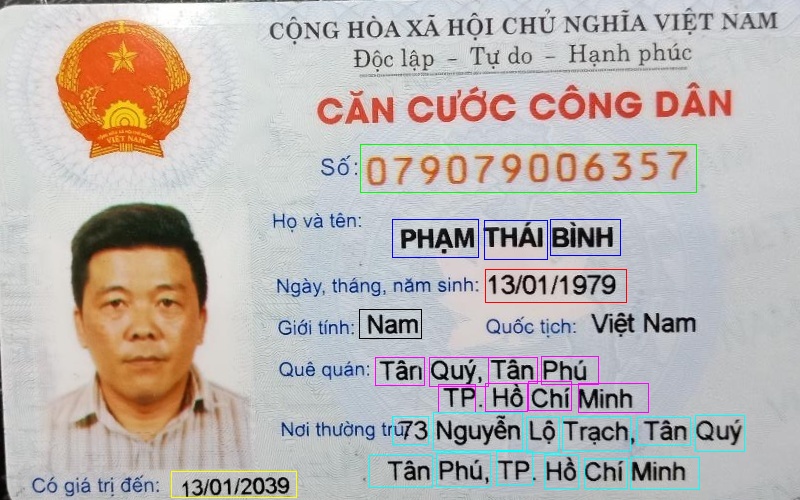 CỘNG HÒA XÃ HỘI CHỦ NGHĨA VIỆT NAM
Độc lập - Tự do - Hạnh phúc
CĂN CƯỚC CÔNG DÂN
Số: 079079006357
Họ và tên: PHẠM THÁI BÌNH
Ngày, tháng, năm sinh: 13/01/1979
Giới tính: Nam Quốc tịch: Việt Nam
Quê quán: Tân Quý, Tân Phú
TP. Hồ Chí Minh
Nơi thường trú: 73 Nguyễn Lộ Trạch, Tân Quý
Tân Phú, TP. Hồ Chí Minh
Có giá trị đến: 13/01/2039